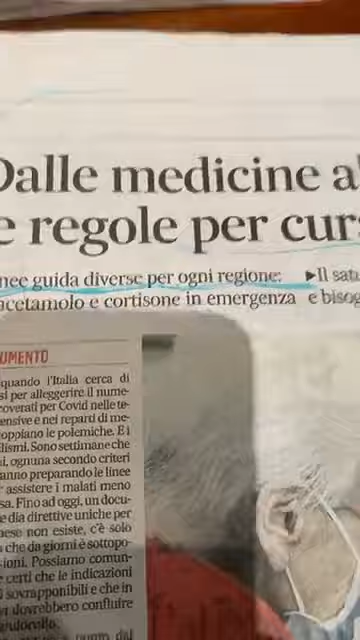 Dalle medicine al
e regole per cura
nee guida diverse per ogni regione: ▶Il satu
acetamolo e cortisone in emergenza e bisog
UMENTO
quando l'Italia cerca di
si per alleggerire il nume-
overati per Covid nelle te-
ensive e nei reparti di me-
oppiano le polemiche. E i
lismi. Sono settimane che
i, ognuna secondo criteri
anno preparando le linee
assistere i malati meno
sa. Fino ad oggi, un docu-
e dia direttive uniche per
aese non esiste, c'è solo
a che da giorni è sottopo-
sioni. Possiamo comun-
e certi che le indicazioni
i sovrapponibili e che in
et dovrebbero confluire